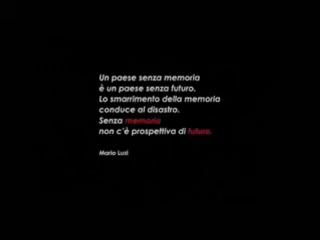 Un paese senza memoria
è un paese senza futuro.
Lo smarrimento della memoria
conduce al disastro.
Senza memoria
non c'è prospettiva di futuro.
Mario Luzi